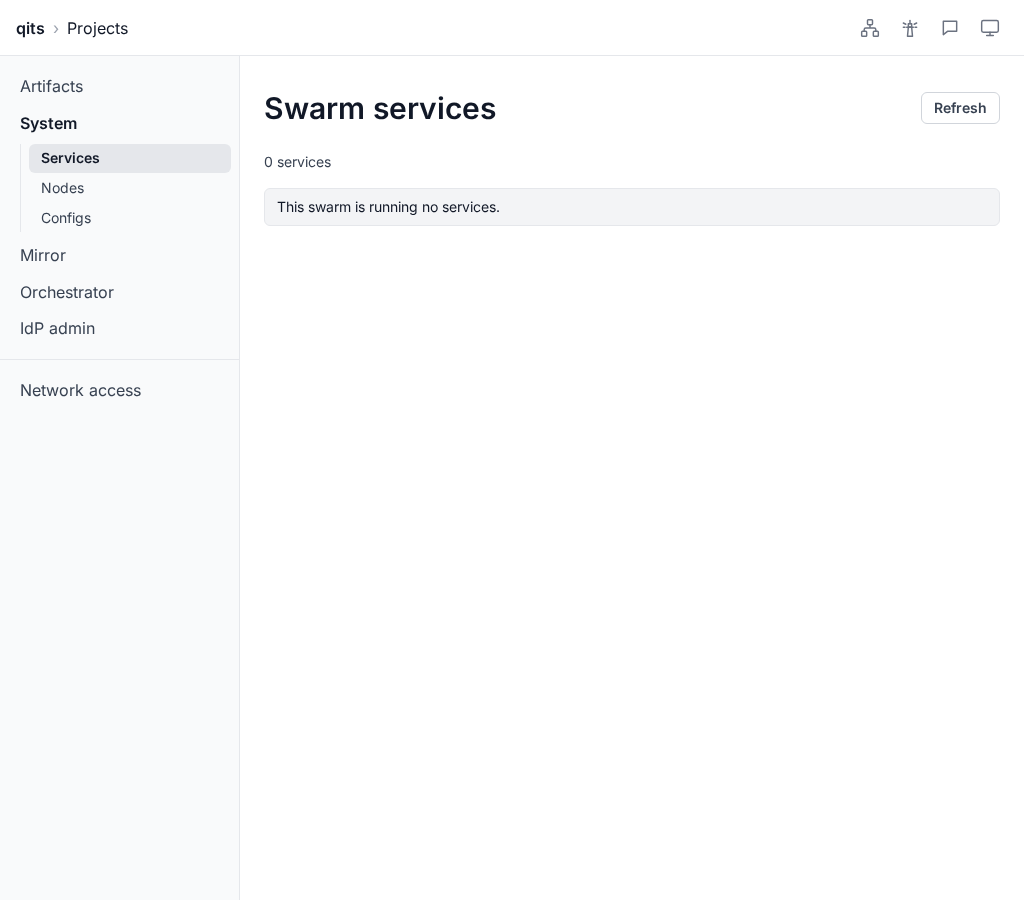 qits › Projects
Artifacts
System
Services
Nodes
Configs
Mirror
Orchestrator
IdP admin
Network access
Swarm services
Refresh
0 services
This swarm is running no services.